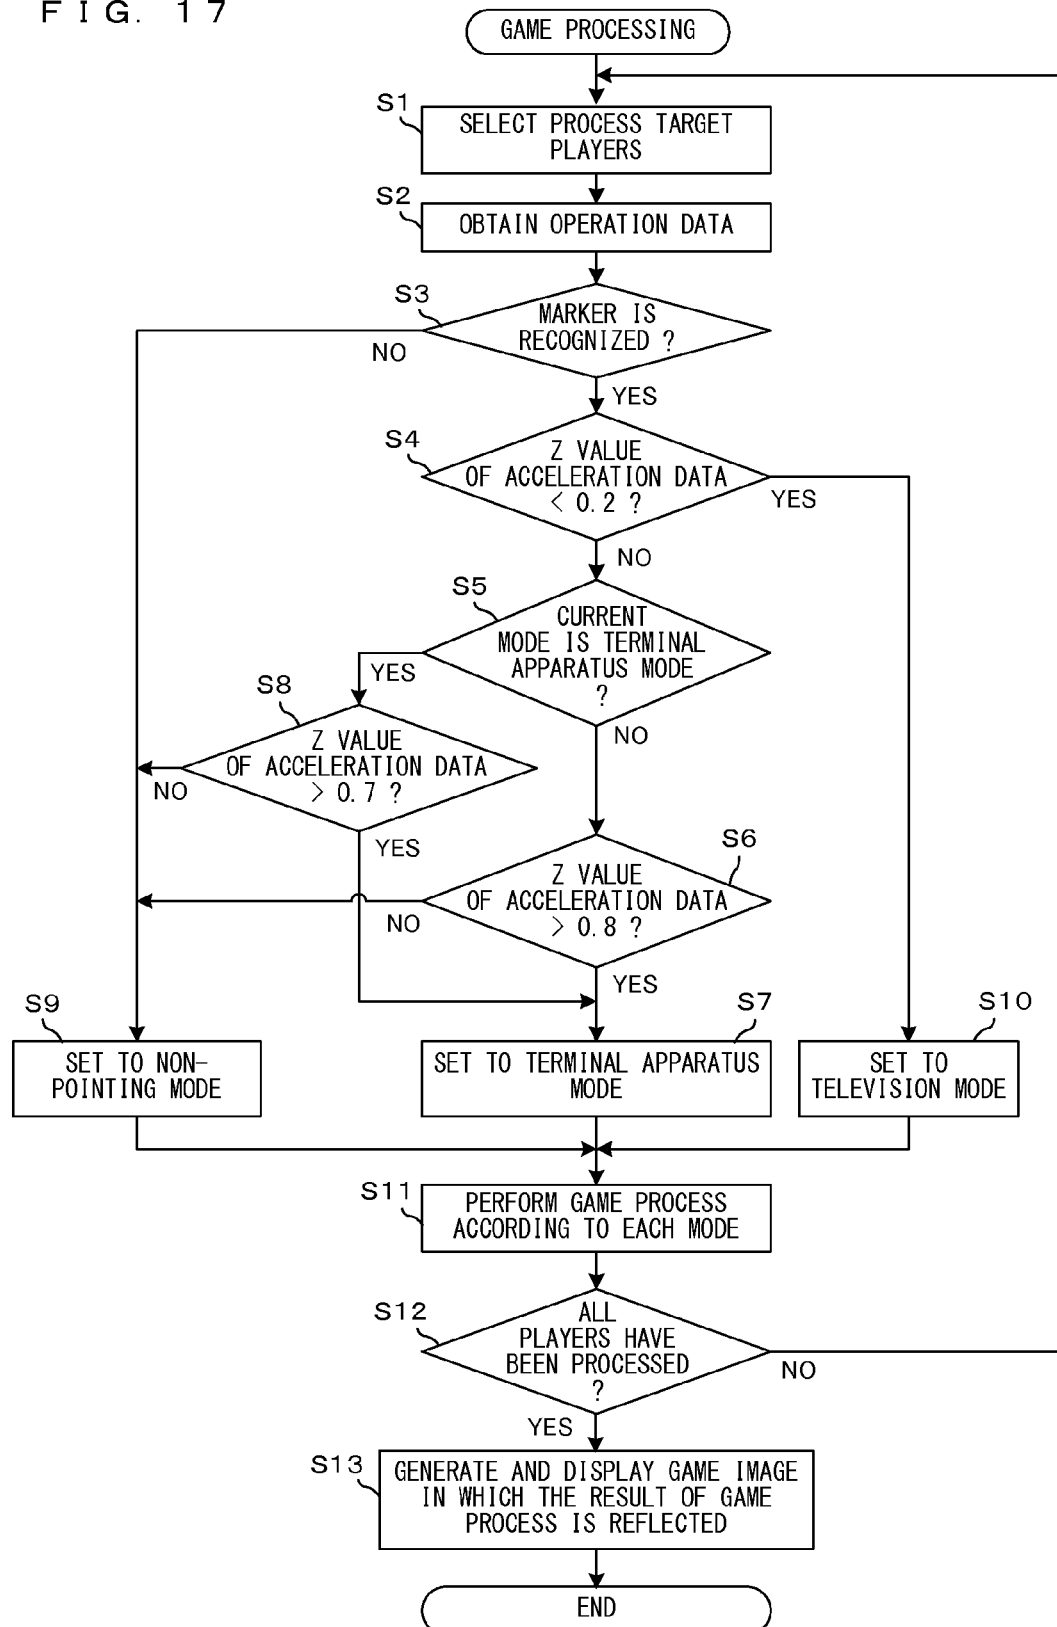 FIG. 17
GAME PROCESSING
S1
SELECT PROCESS TARGET
PLAYERS
S2
OBTAIN OPERATION DATA
S3
MARKER IS
RECOGNIZED ?
NO
YES
S4
Z VALUE
OF ACCELERATION DATA
< 0.2 ?
YES
NO
S5
CURRENT
MODE IS TERMINAL
APPARATUS MODE
?
YES
NO
S8
Z VALUE
OF ACCELERATION DATA
> 0.7 ?
NO
YES
S6
Z VALUE
OF ACCELERATION DATA
> 0.8 ?
NO
YES
S9
SET TO NON-
POINTING MODE
S7
SET TO TERMINAL APPARATUS
MODE
S10
SET TO
TELEVISION MODE
S11
PERFORM GAME PROCESS
ACCORDING TO EACH MODE
S12
ALL
PLAYERS HAVE
BEEN PROCESSED
?
NO
YES
S13
GENERATE AND DISPLAY GAME IMAGE
IN WHICH THE RESULT OF GAME
PROCESS IS REFLECTED
END